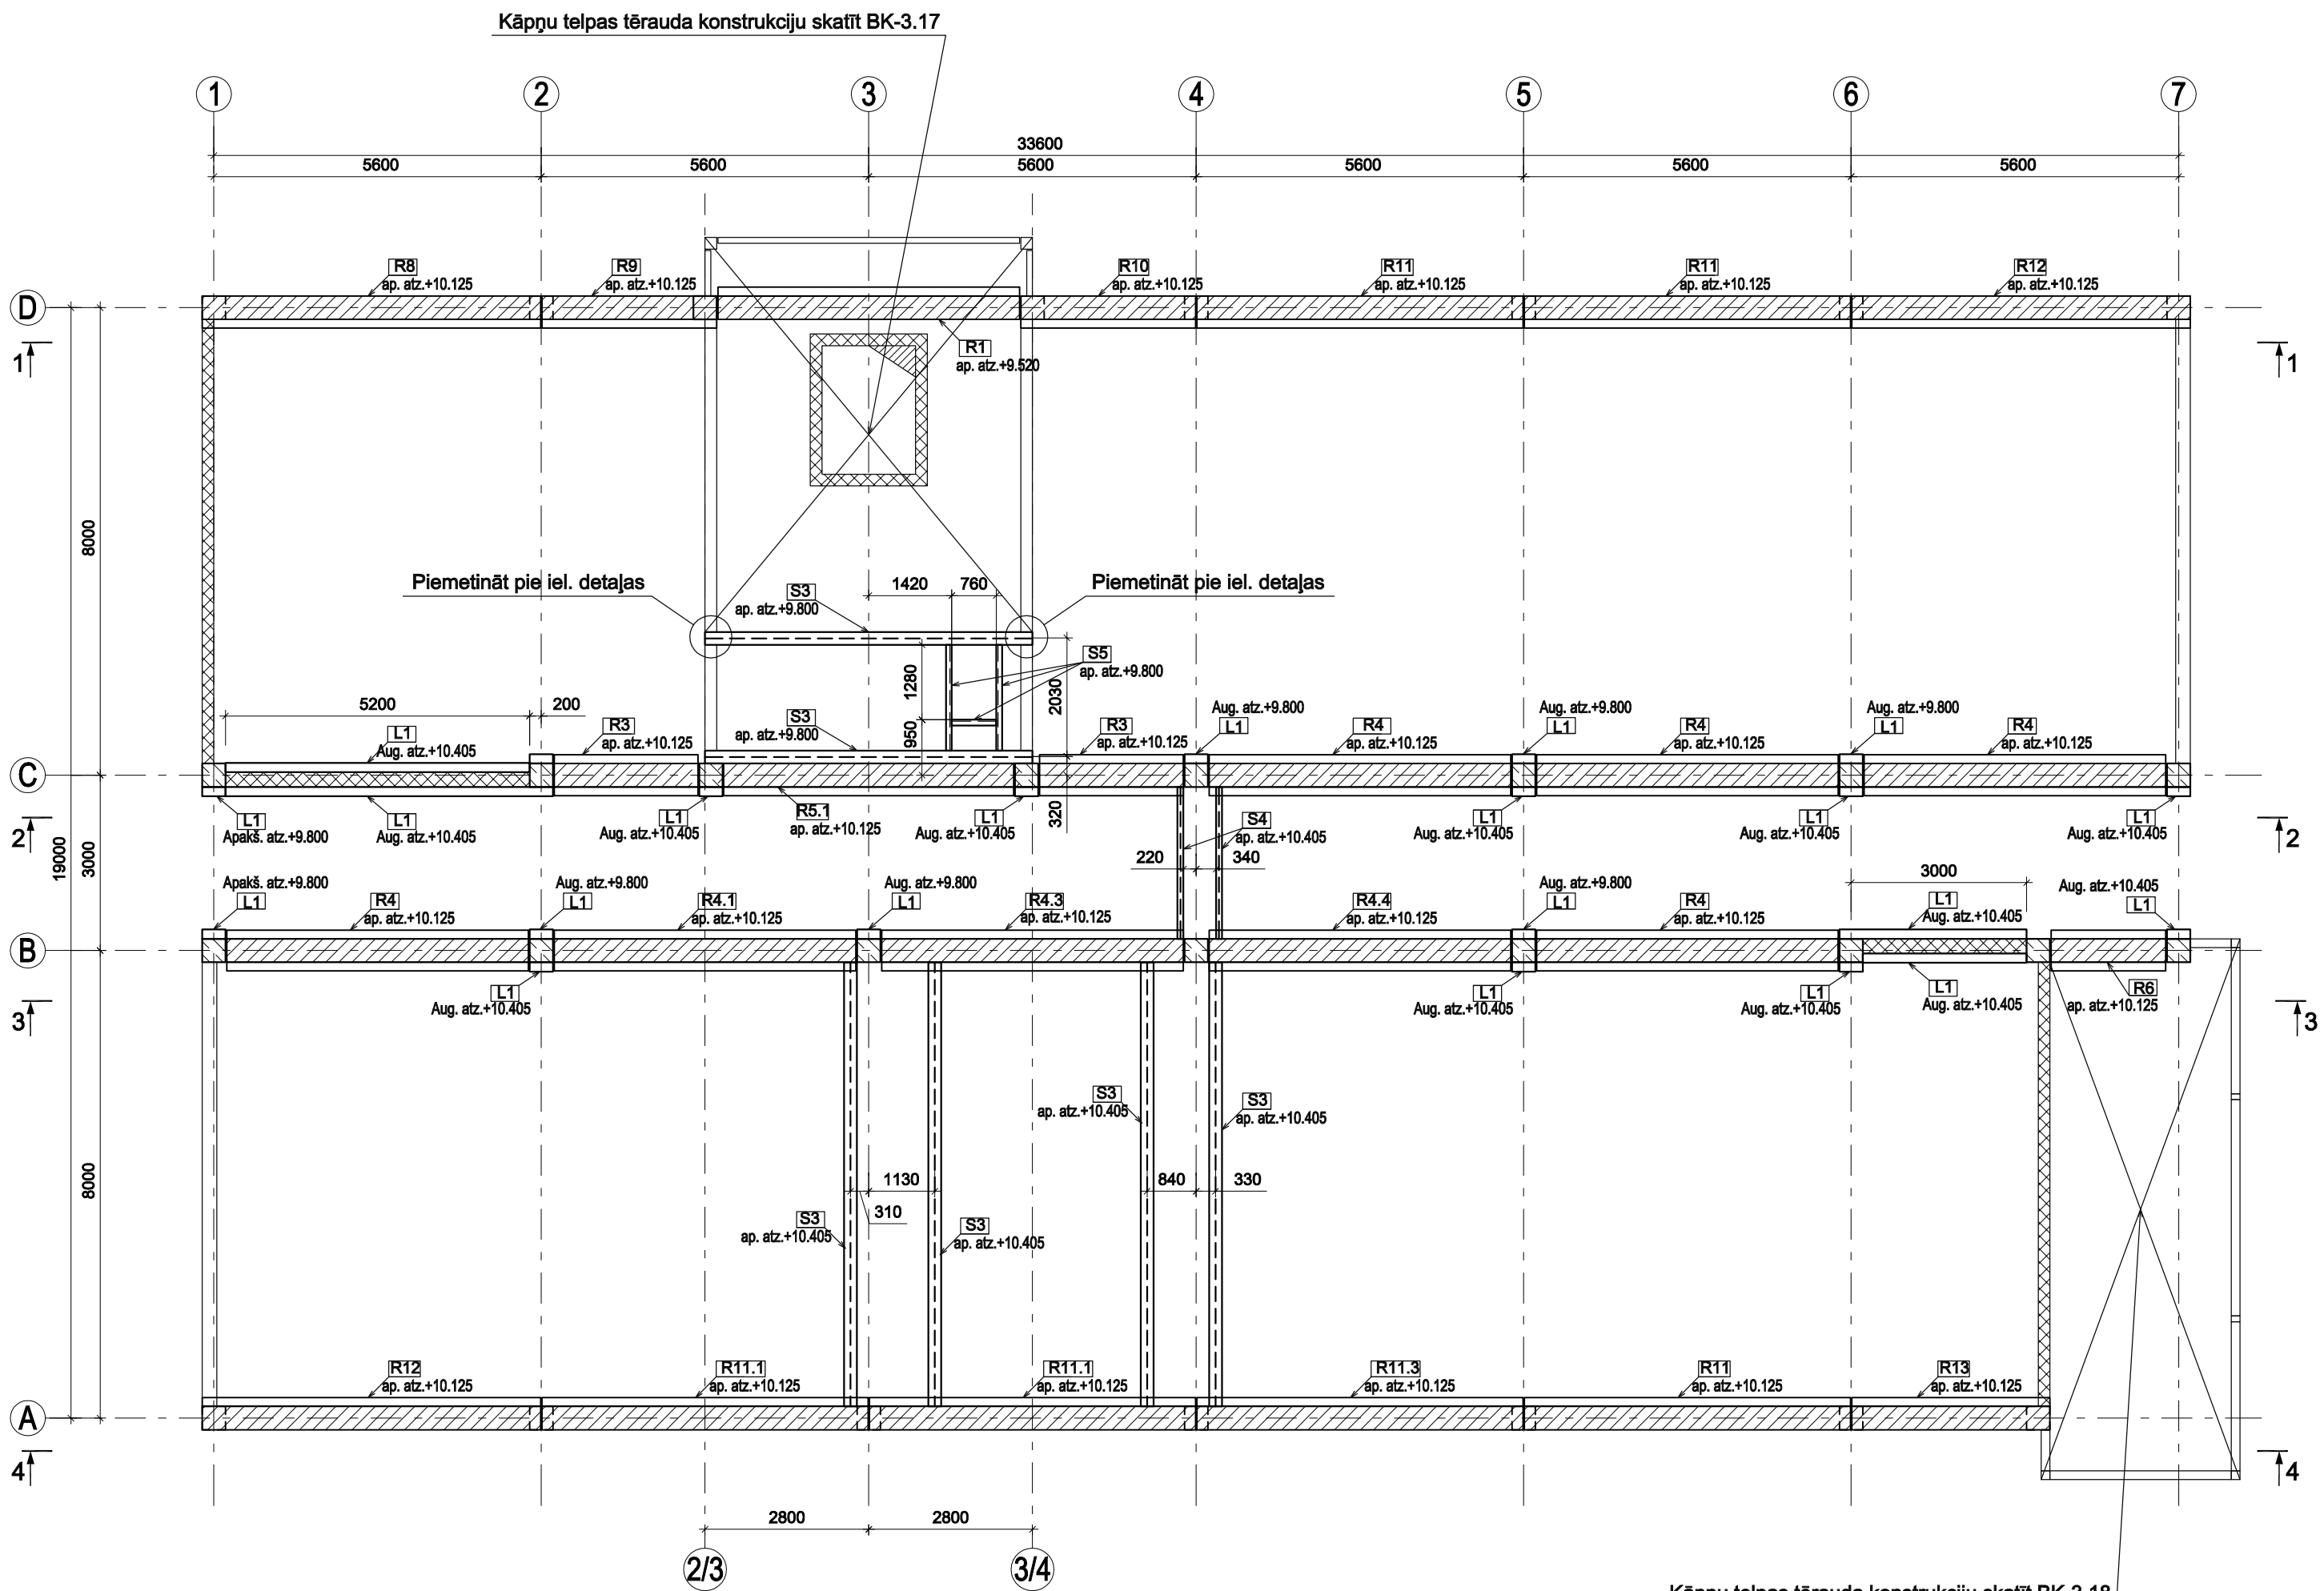 Kāpņu telpas tērauda konstrukciju skatīt BK-3.17
1 2 3 4 5 6 7
33600
5600 5600 5600 5600 5600 5600
R8 R9 R10 R11 R11 R12
ap. atz.+10.125 ap. atz.+10.125 ap. atz.+10.125 ap. atz.+10.125 ap. atz.+10.125 ap. atz.+10.125
D
1 R1 1
ap. atz.+9.520
8000
Piemetināt pie iel. detaļas S3 1420 760 Piemetināt pie iel. detaļas
ap. atz.+9.800
S5
ap. atz.+9.800
1280
2030
950
5200 200 S3
ap. atz.+9.800
Aug. atz.+9.800 Aug. atz.+9.800 Aug. atz.+9.800
L1 R3 R3 L1 R4 L1 R4 L1 R4
Aug. atz.+10.405 ap. atz.+10.125 ap. atz.+10.125 ap. atz.+10.125 ap. atz.+10.125 ap. atz.+10.125
C
L1 L1 L1 R5.1 L1 320 S4 L1 L1 L1
Apakš. atz.+9.800 Aug. atz.+10.405 Aug. atz.+10.405 ap. atz.+10.125 Aug. atz.+10.405 ap. atz.+10.405 Aug. atz.+10.405 Aug. atz.+10.405 Aug. atz.+10.405
2 2
19000
3000
220 340 3000
Apakš. atz.+9.800 Aug. atz.+9.800 Aug. atz.+9.800 Aug. atz.+9.800 Aug. atz.+10.405
L1 R4 L1 R4.1 L1 R4.3 R4.4 L1 R4 L1 L1
ap. atz.+10.125 ap. atz.+10.125 ap. atz.+10.125 ap. atz.+10.125 ap. atz.+10.125 Aug. atz.+10.405
B
L1 L1 L1 L1 R6
Aug. atz.+10.405 Aug. atz.+10.405 Aug. atz.+10.405 Aug. atz.+10.405 ap. atz.+10.125
3 3
S3 S3
ap. atz.+10.405 ap. atz.+10.405
8000
1130 840 330
310
S3 S3
ap. atz.+10.405 ap. atz.+10.405
R12 R11.1 R11.1 R11.3 R11 R13
ap. atz.+10.125 ap. atz.+10.125 ap. atz.+10.125 ap. atz.+10.125 ap. atz.+10.125 ap. atz.+10.125
A
4 4
2800 2800
2/3 3/4
Kāpņu telpas tērauda konstrukciju skatīt BK-3.18